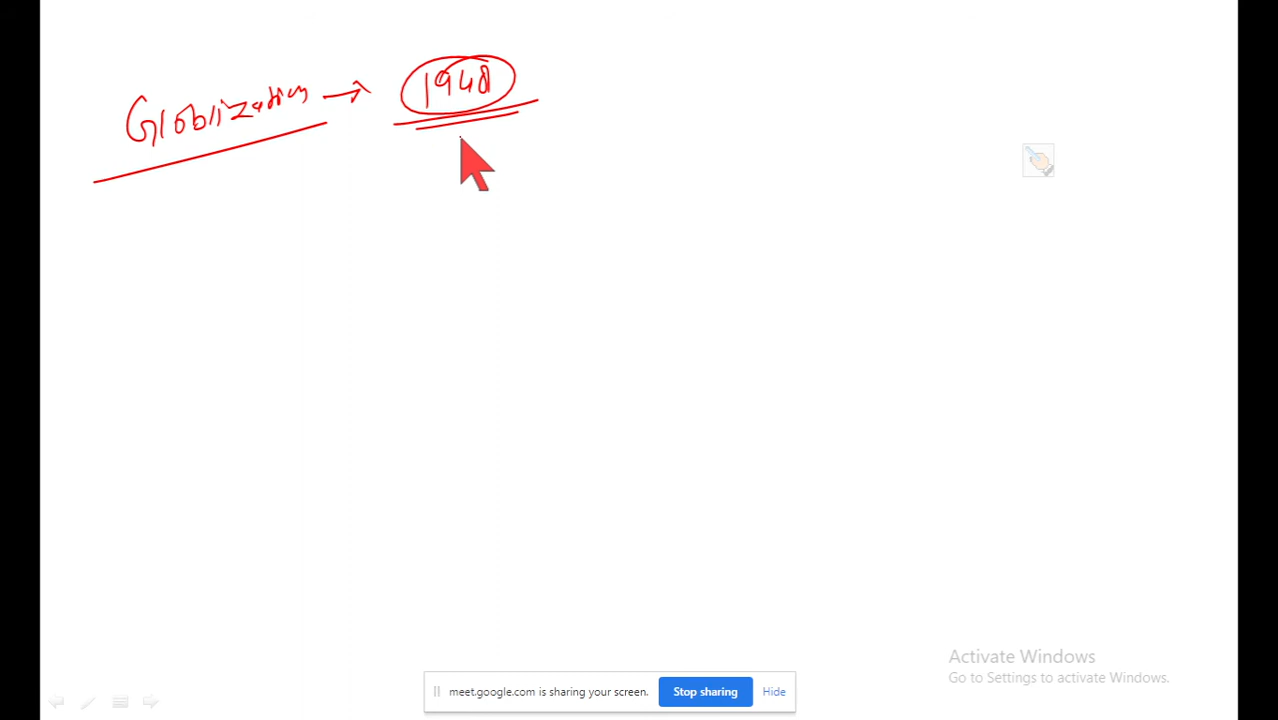 Globlization → 1948
Activate Windows
Go to Settings to activate Windows.
meet.google.com is sharing your screen. Stop sharing Hide